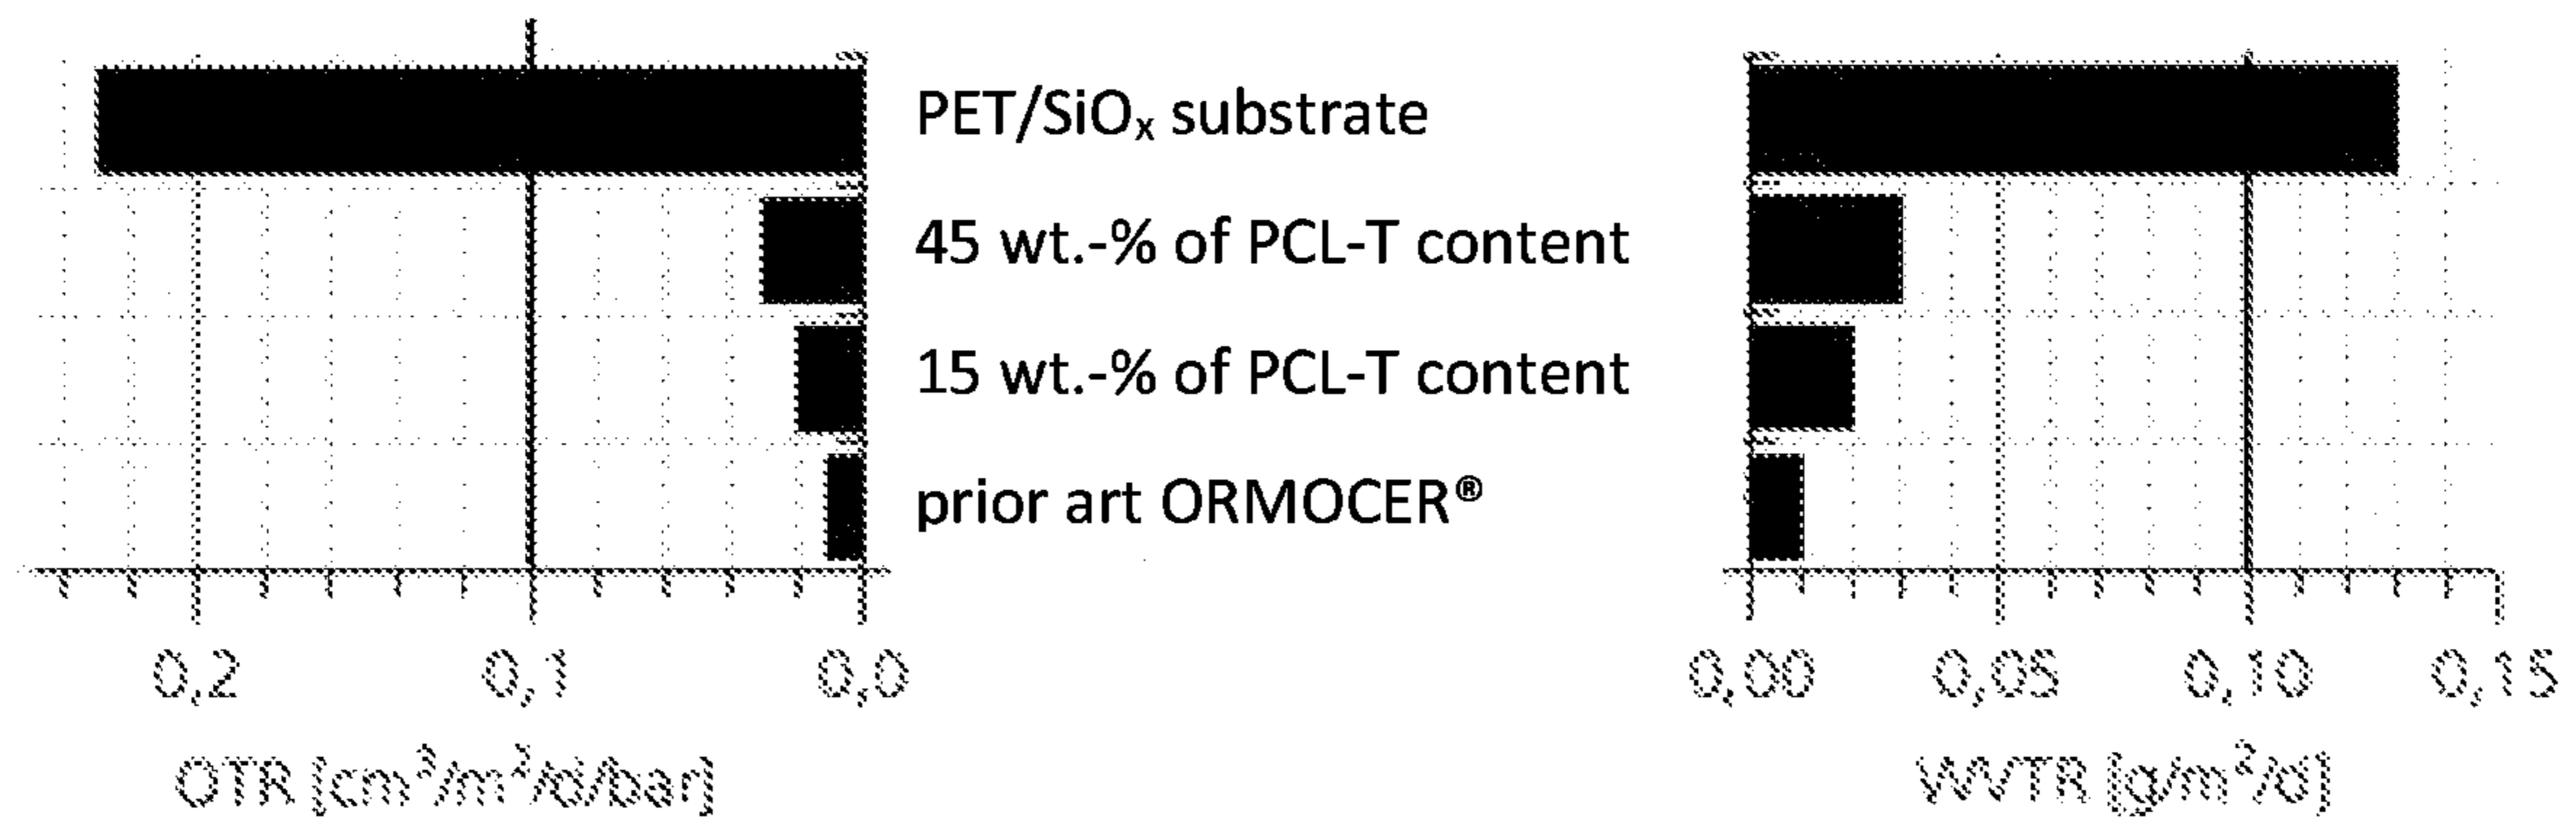 PET/SiOₓ substrate
45 wt.-% of PCL-T content
15 wt.-% of PCL-T content
prior art ORMOCER®
0,2 0,1 0,0
0,00 0,05 0,10 0,15
OTR [cm³/m²/d/bar]
WVTR [g/m²/d]